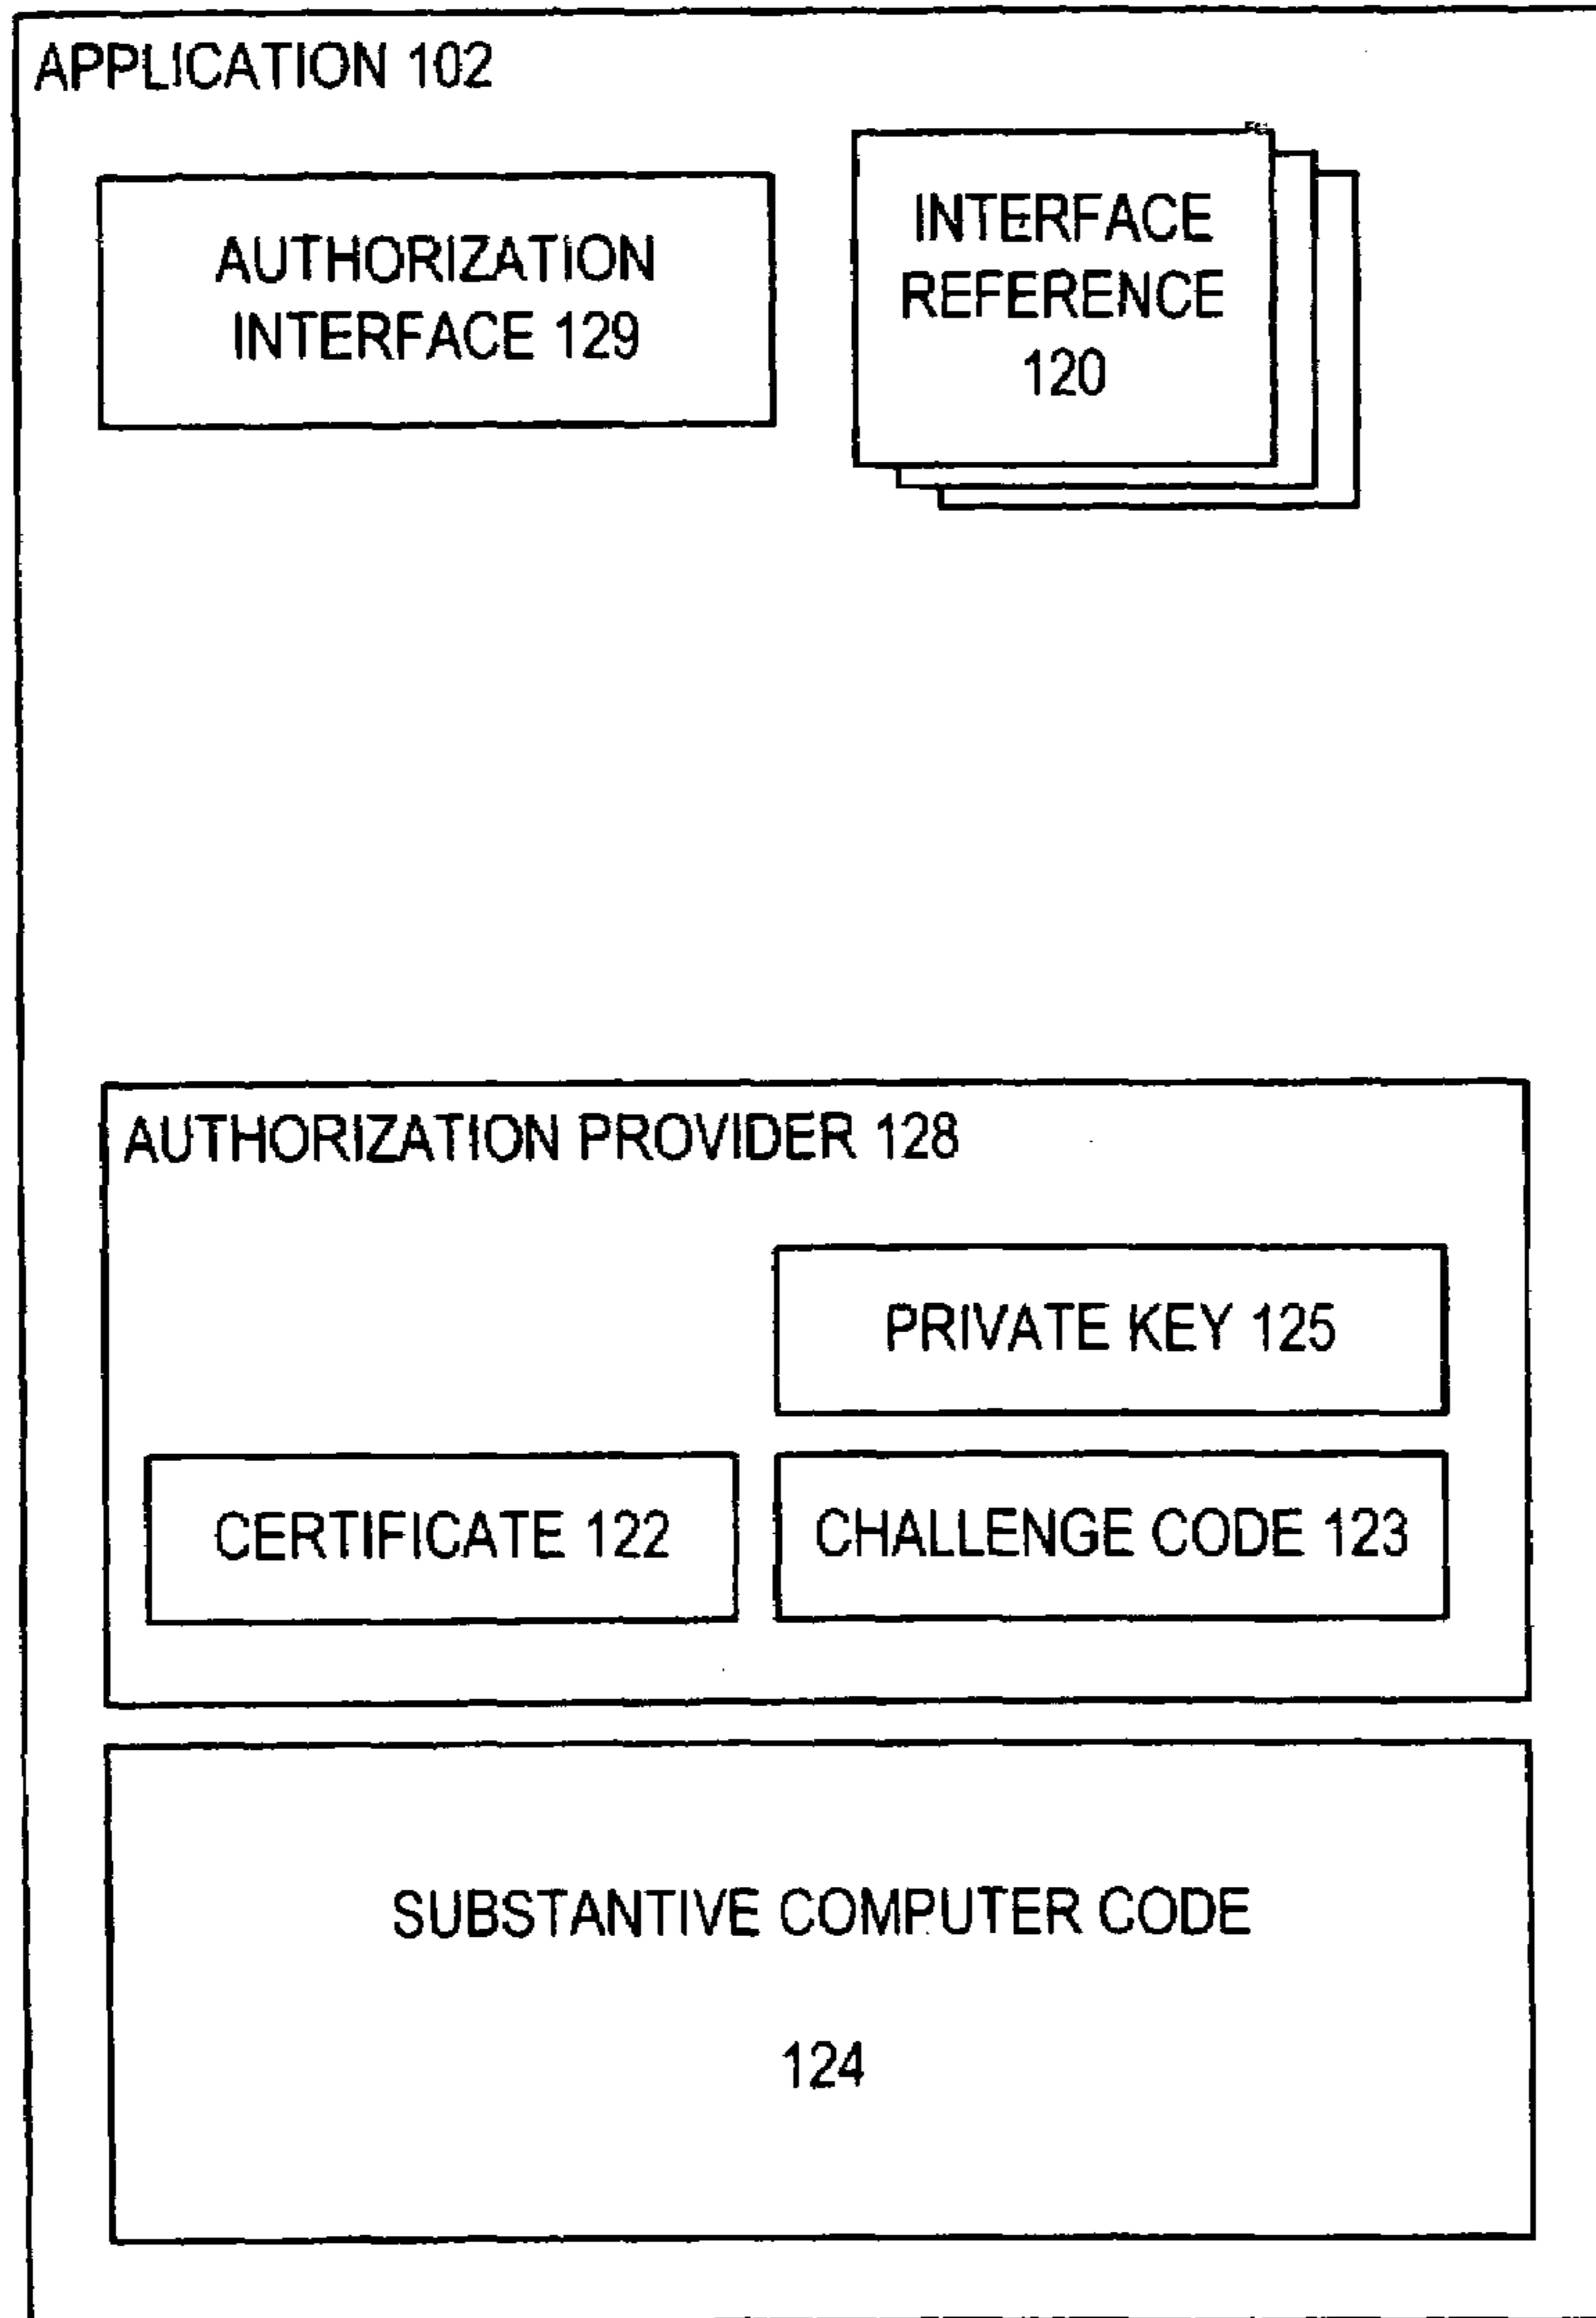 APPLICATION 102
AUTHORIZATION
INTERFACE 129
INTERFACE
REFERENCE
120
AUTHORIZATION PROVIDER 128
PRIVATE KEY 125
CERTIFICATE 122
CHALLENGE CODE 123
SUBSTANTIVE COMPUTER CODE
124